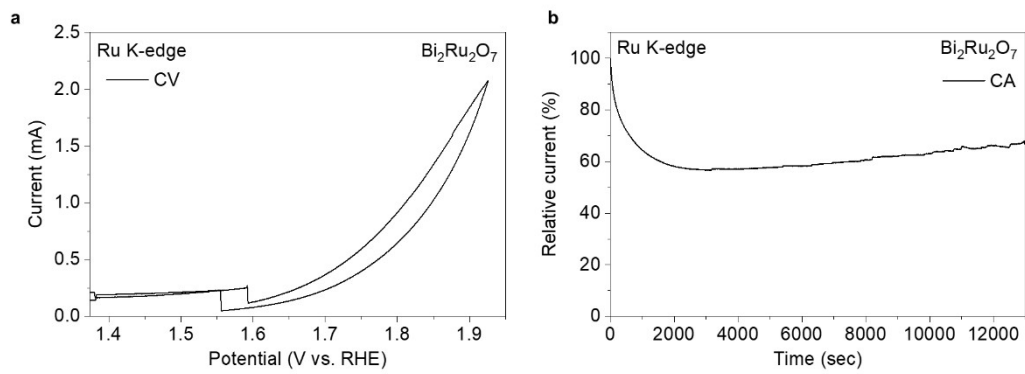 a
Ru K-edge
Bi₂Ru₂O₇
CV
Current (mA)
2.5
2.0
1.5
1.0
0.5
0.0
1.4 1.5 1.6 1.7 1.8 1.9
Potential (V vs. RHE)
b
Ru K-edge
Bi₂Ru₂O₇
CA
Relative current (%)
100
80
60
40
20
0
0 2000 4000 6000 8000 10000 12000
Time (sec)